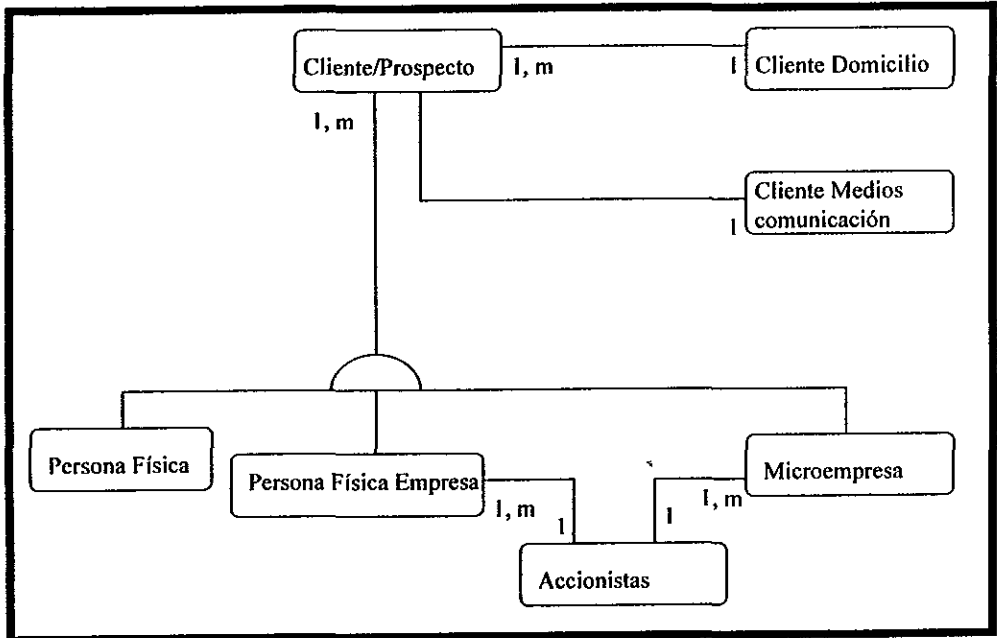 Cliente/Prospecto
1, m
1
Cliente Domicilio
1, m
Cliente Medios
comunicación
1
Persona Física
Persona Física Empresa
Microempresa
1, m
1
1
1, m
Accionistas